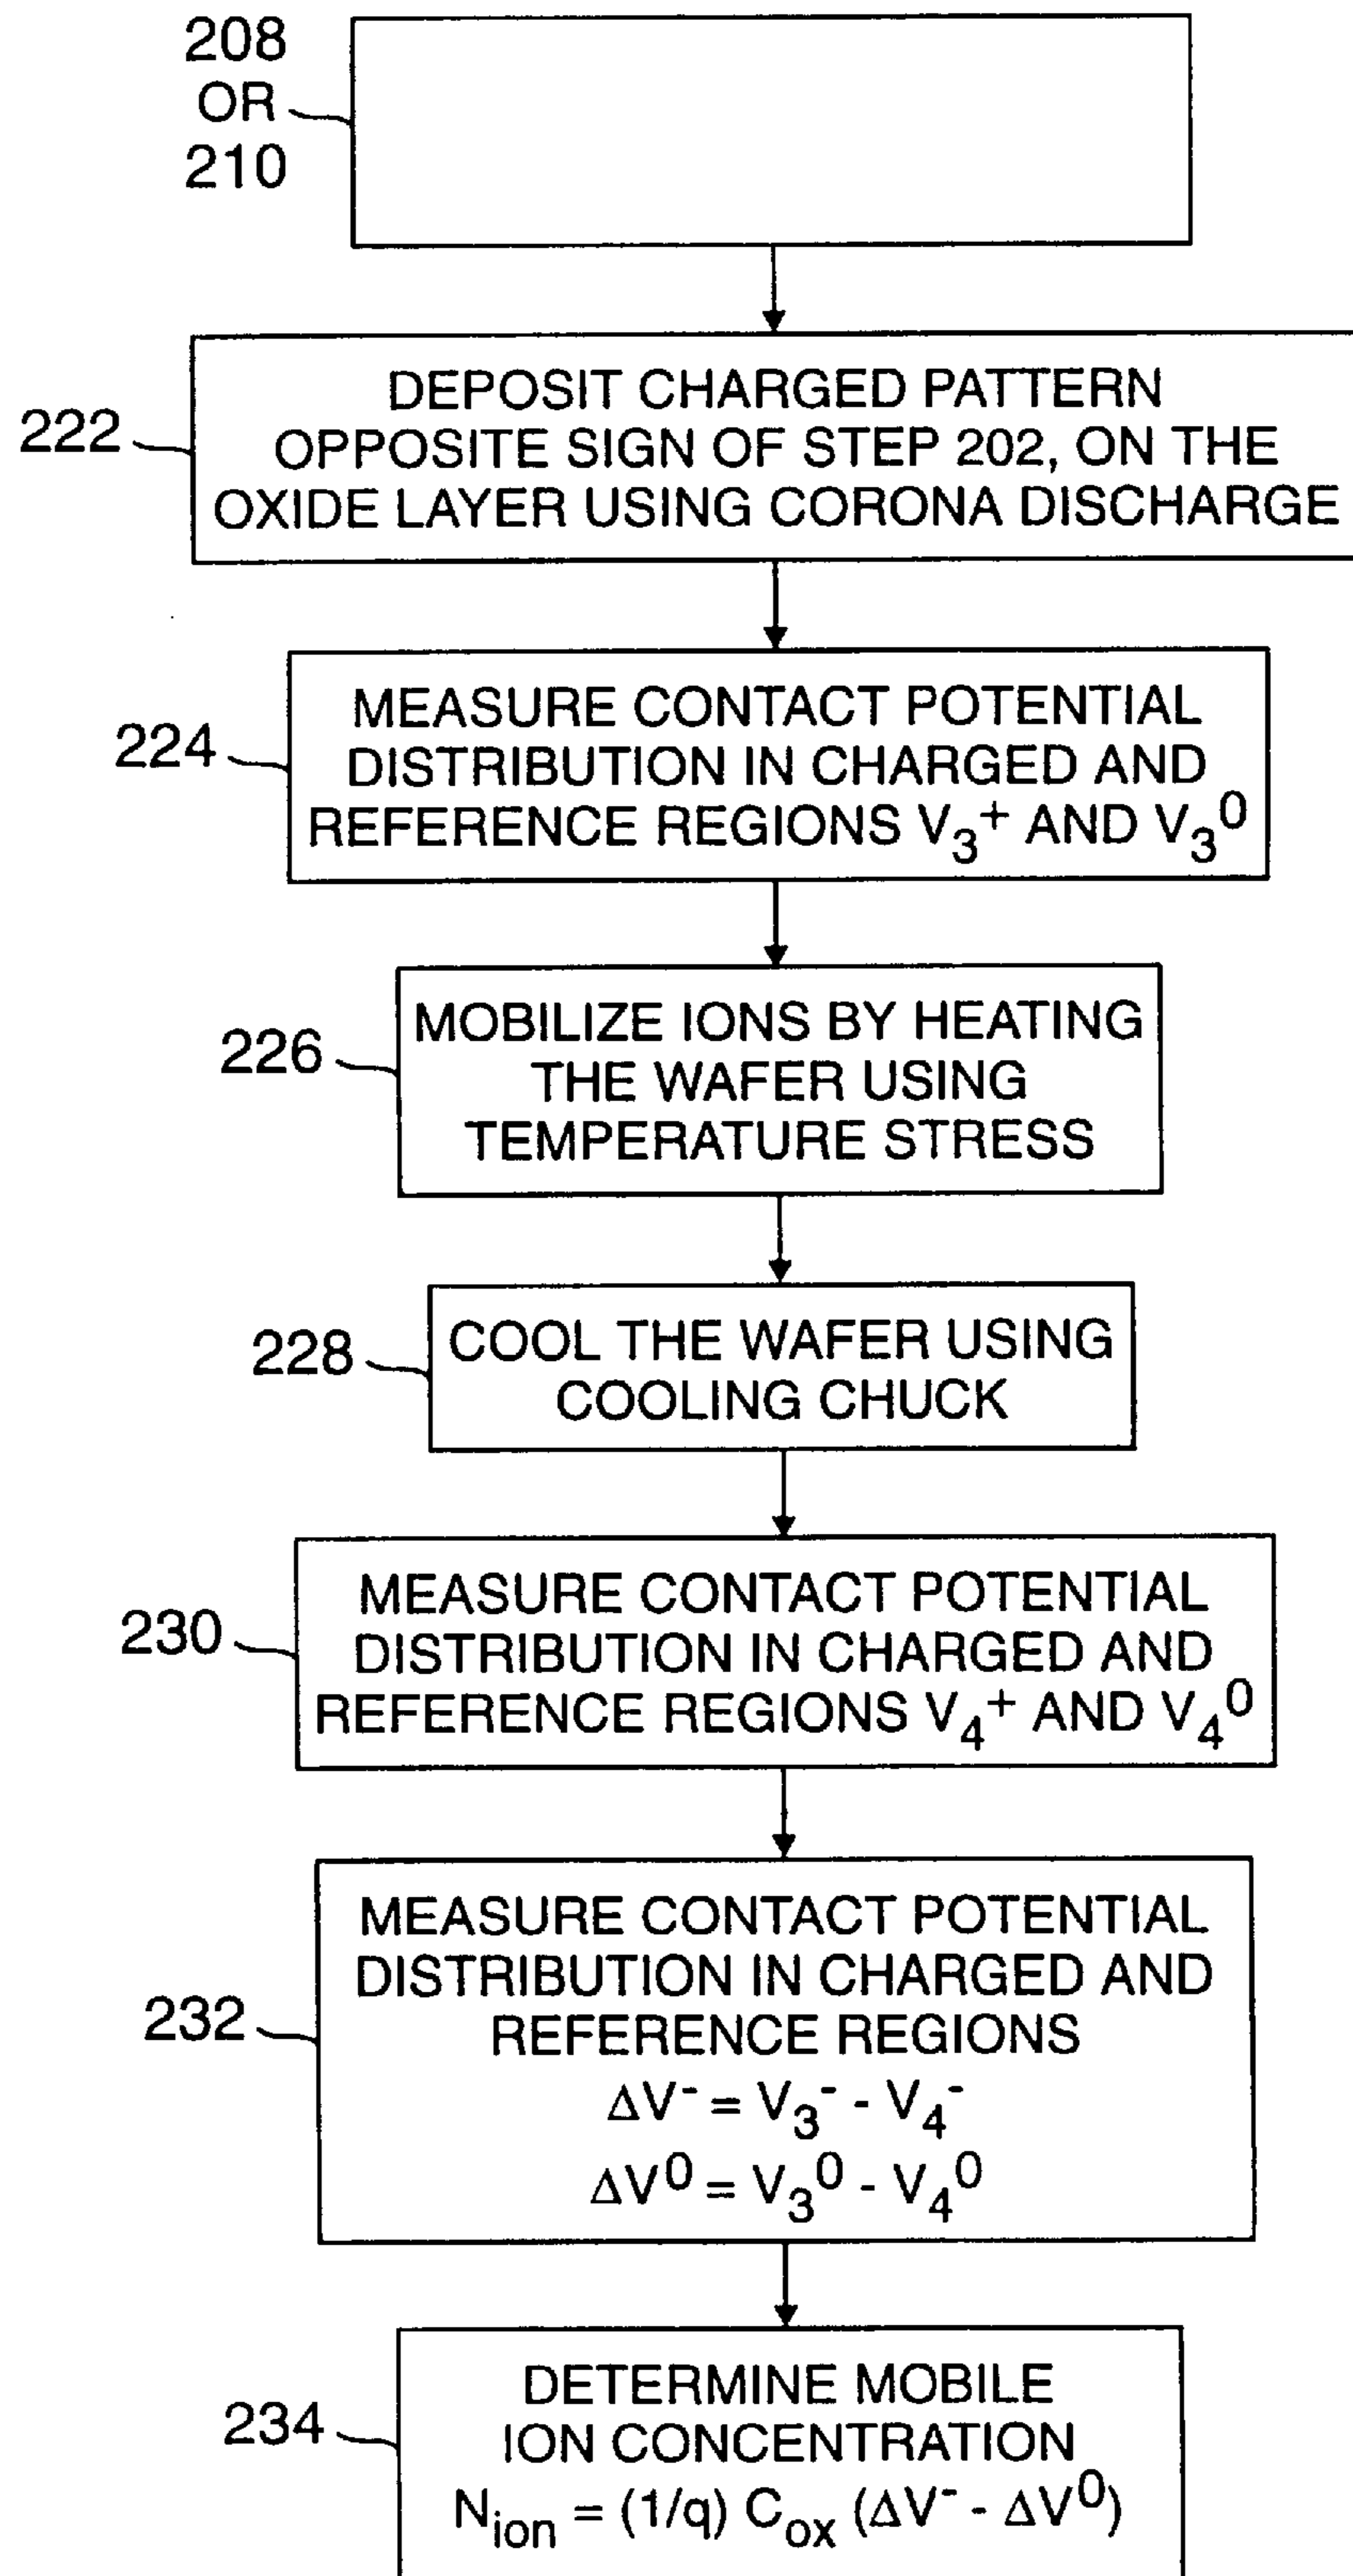 208
OR
210
222
DEPOSIT CHARGED PATTERN
OPPOSITE SIGN OF STEP 202, ON THE
OXIDE LAYER USING CORONA DISCHARGE
224
MEASURE CONTACT POTENTIAL
DISTRIBUTION IN CHARGED AND
REFERENCE REGIONS V₃⁺ AND V₃⁰
226
MOBILIZE IONS BY HEATING
THE WAFER USING
TEMPERATURE STRESS
228
COOL THE WAFER USING
COOLING CHUCK
230
MEASURE CONTACT POTENTIAL
DISTRIBUTION IN CHARGED AND
REFERENCE REGIONS V₄⁺ AND V₄⁰
232
MEASURE CONTACT POTENTIAL
DISTRIBUTION IN CHARGED AND
REFERENCE REGIONS
ΔV⁻ = V₃⁻ - V₄⁻
ΔV⁰ = V₃⁰ - V₄⁰
234
DETERMINE MOBILE
ION CONCENTRATION
N_ion = (1/q) C_ox (ΔV⁻ - ΔV⁰)